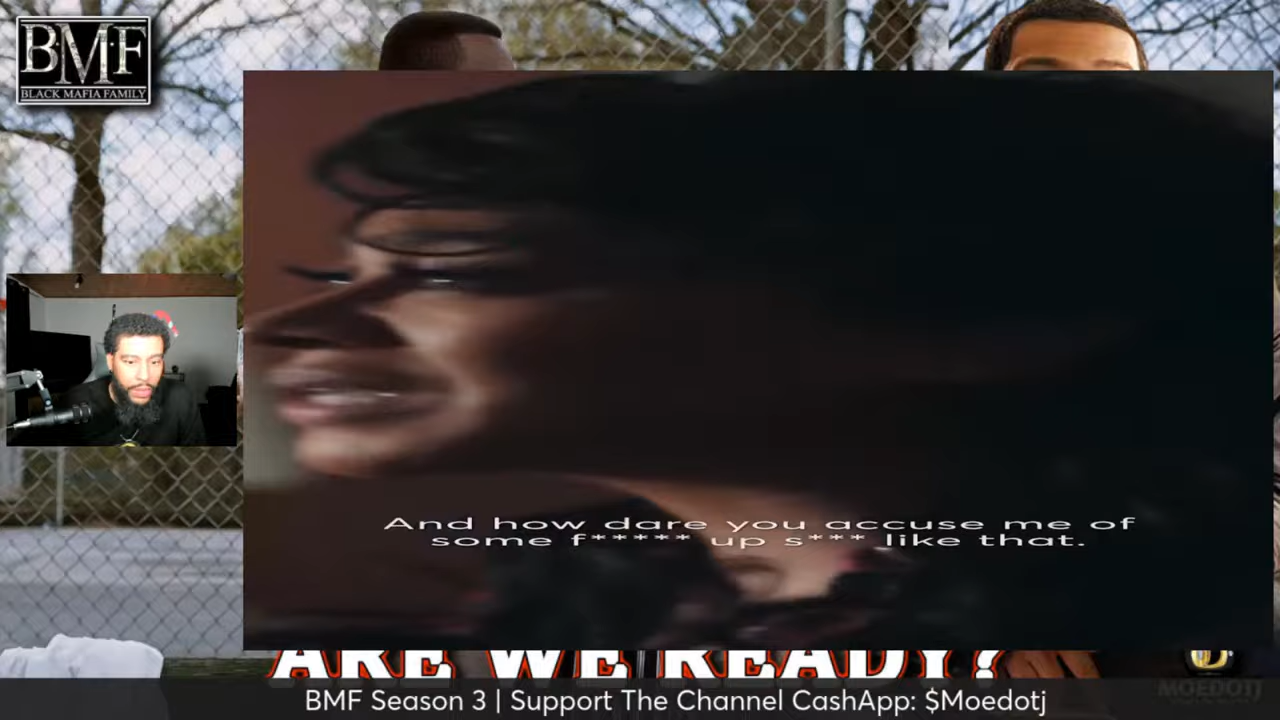 BMF
BLACK MAFIA FAMILY
And how dare you accuse me of
some f***** up s*** like that.
ARE WE READY?
MOEDOTJ
BMF Season 3 | Support The Channel CashApp: $Moedotj